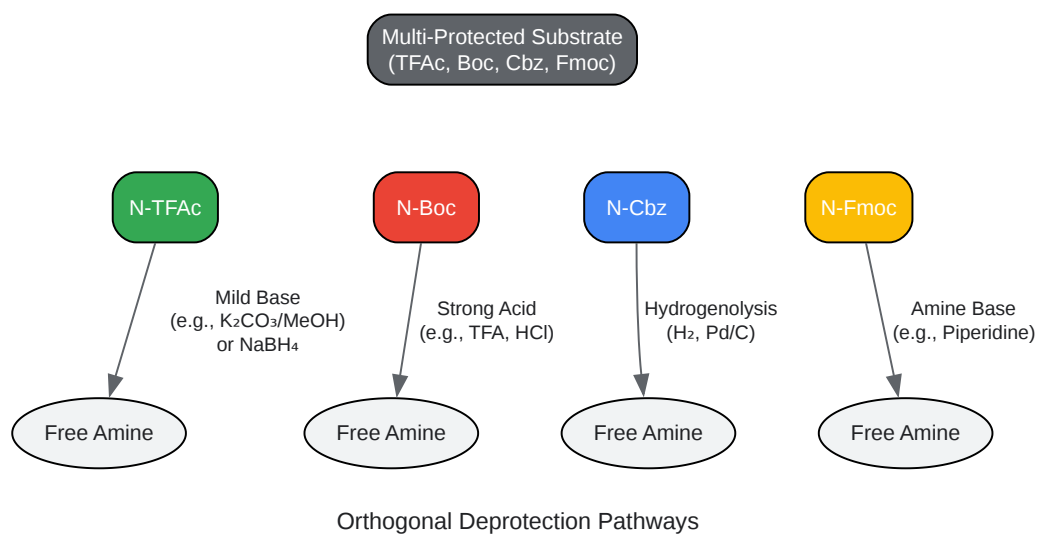 Multi-Protected Substrate
(TFAc, Boc, Cbz, Fmoc)
N-TFAc
N-Boc
N-Cbz
N-Fmoc
Mild Base
(e.g., K₂CO₃/MeOH)
or NaBH₄
Strong Acid
(e.g., TFA, HCl)
Hydrogenolysis
(H₂, Pd/C)
Amine Base
(e.g., Piperidine)
Free Amine
Free Amine
Free Amine
Free Amine
Orthogonal Deprotection Pathways